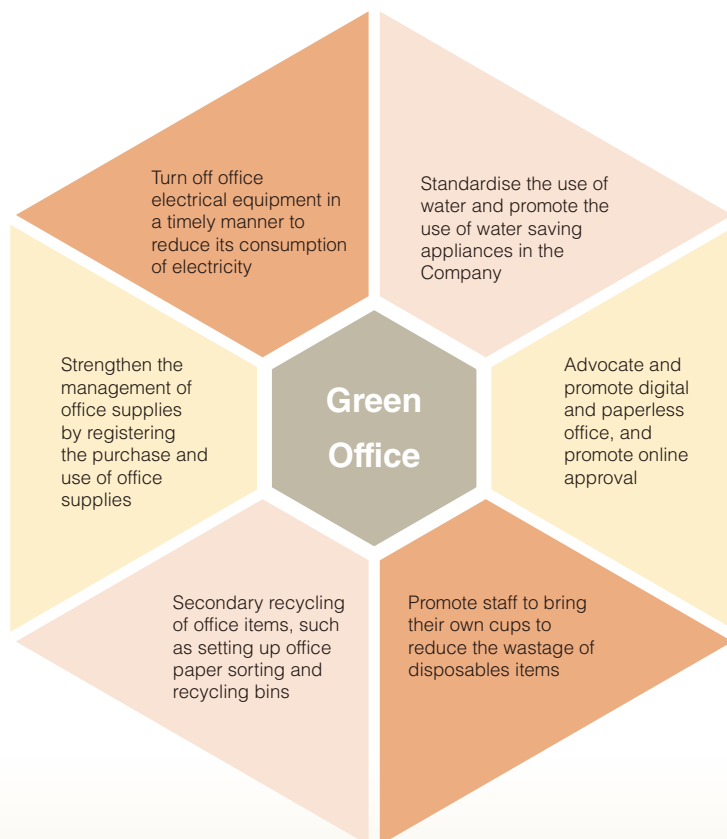 Turn off office
electrical equipment in
a timely manner to
reduce its consumption
of electricity
Standardise the use of
water and promote the
use of water saving
appliances in the
Company
Strengthen the
management of
office supplies
by registering
the purchase and
use of office
supplies
Green
Office
Advocate and
promote digital
and paperless
office, and
promote online
approval
Secondary recycling
of office items, such
as setting up office
paper sorting and
recycling bins
Promote staff to bring
their own cups to
reduce the wastage of
disposables items